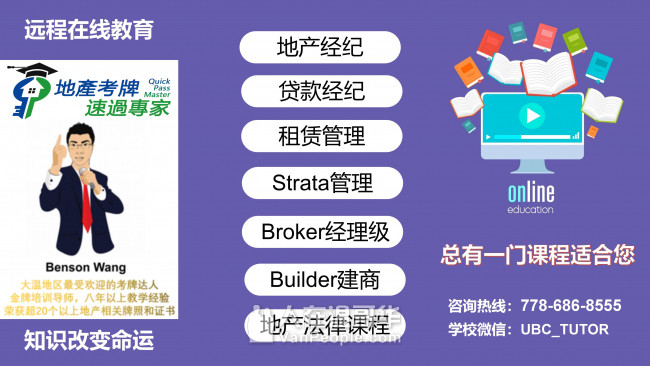 远程在线教育
地產考牌
Quick
Pass
Master
速過專家
Benson Wang
大温地区最受欢迎的考牌达人
金牌培训导师，八年以上教学经验
荣获超20个以上地产相关牌照和证书
知识改变命运
地产经纪
贷款经纪
租赁管理
Strata管理
Broker经理级
Builder建商
人在温哥华
地产法律课程
VanPeople.com
online
education
总有一门课程适合您
咨询热线：778-686-8555
学校微信：UBC_TUTOR